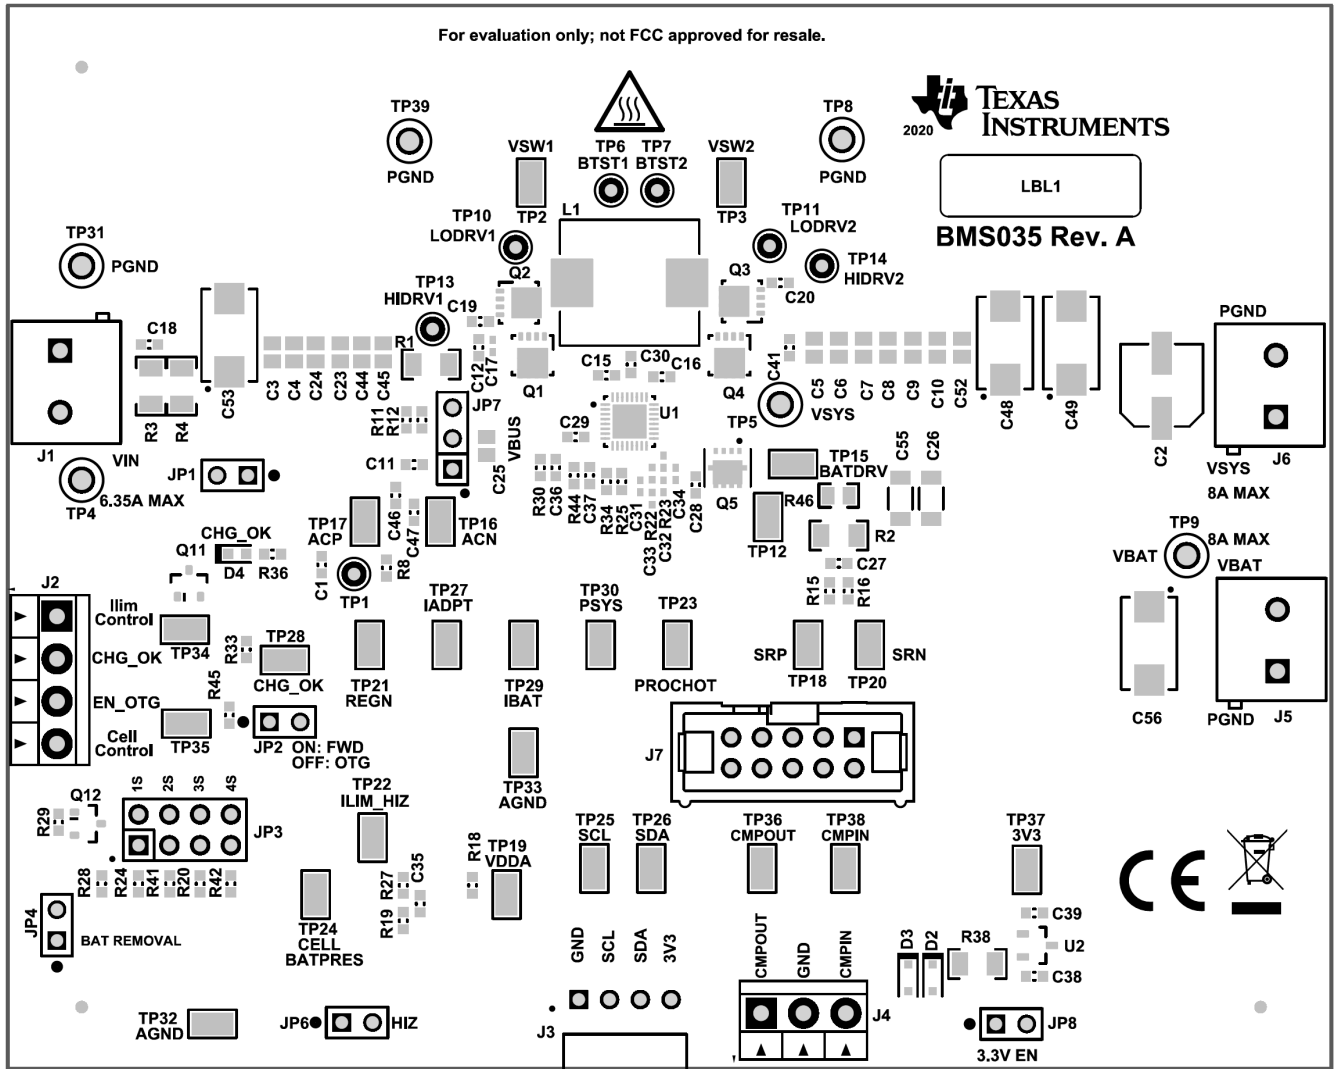 For evaluation only; not FCC approved for resale.
TP39
PGND
VSW1
TP2
TP6
BTST1
TP7
BTST2
VSW2
TP3
TP8
PGND
2020
TEXAS
INSTRUMENTS
LBL1
BMS035 Rev. A
TP31
PGND
TP10
LODRV1
L1
TP11
LODRV2
TP14
HIDRV2
Q2
Q3
C20
TP13
HIDRV1
C19
C18
R1
C53
C3
C4
C24
C23
C44
C45
C12
C17
Q1
C15
C30
C16
Q4
C41
C5
C6
C7
C8
C9
C10
C52
C48
C49
C2
PGND
J6
VSYS
8A MAX
R3
R4
J1
VIN
TP4
6.35A MAX
JP1
R11
R12
JP7
VBUS
C25
C11
C29
U1
TP5
VSYS
C46
C47
TP17
ACP
TP16
ACN
R30
C36
R44
C37
R34
R25
C31
R22
R23
C33
C32
C34
C28
Q5
TP15
BATDRV
R46
TP12
R2
C55
C26
C27
R15
R16
TP9
8A MAX
VBAT
VBAT
C56
PGND
J5
Q11
CHG_OK
D4
R36
C1
TP1
R8
J2
Ilim
Control
CHG_OK
EN_OTG
Cell
Control
TP34
R33
TP28
CHG_OK
R45
TP35
JP2
ON: FWD
OFF: OTG
TP21
REGN
TP27
IADPT
TP29
IBAT
TP30
PSYS
TP23
PROCHOT
SRP
TP18
SRN
TP20
J7
TP33
AGND
1S
2S
3S
4S
Q12
R29
JP3
R28
R24
R41
R20
R42
TP22
ILIM_HIZ
R27
C35
R19
R18
TP19
VDDA
TP24
CELL
BATPRES
TP25
SCL
TP26
SDA
TP36
CMPOUT
TP38
CMPIN
TP37
3V3
JP4
BAT REMOVAL
TP32
AGND
JP6
HIZ
GND
SCL
SDA
3V3
J3
CMPOUT
GND
CMPIN
J4
D3
D2
R38
C39
U2
C38
JP8
3.3V EN
CE